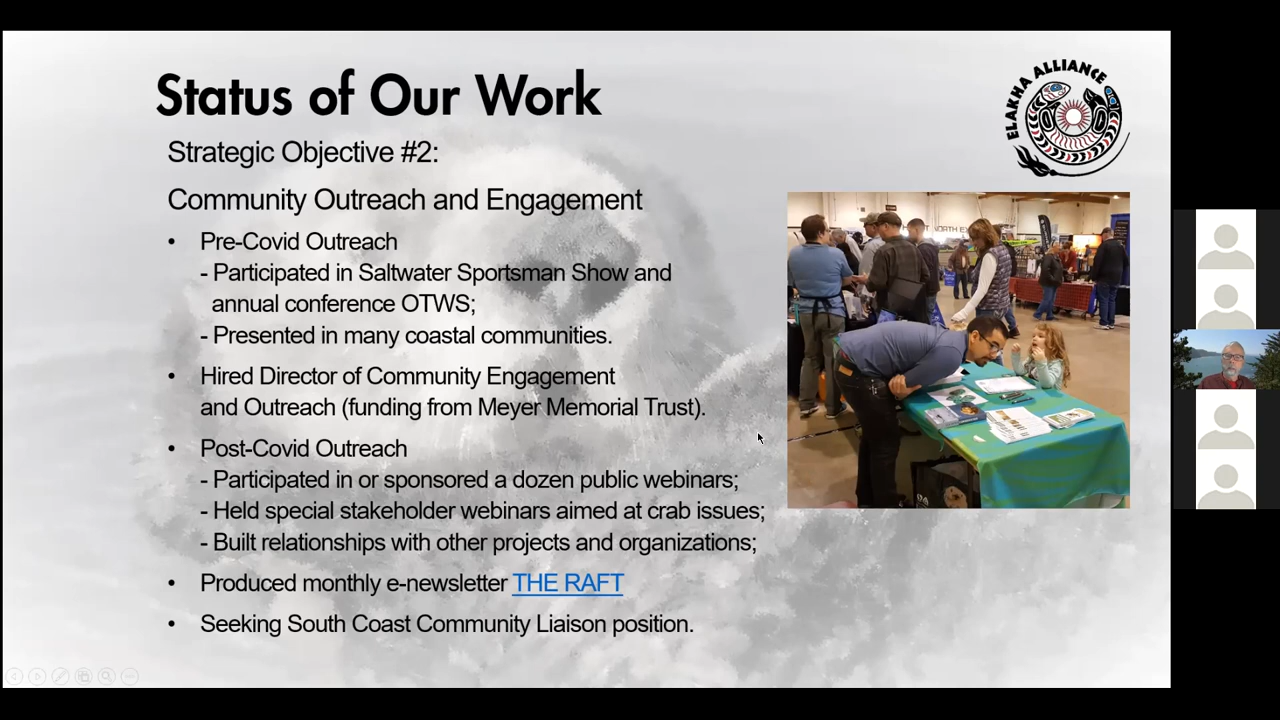 Status of Our Work
ELAKHA ALLIANCE
Strategic Objective #2:
Community Outreach and Engagement
• Pre-Covid Outreach
- Participated in Saltwater Sportsman Show and
annual conference OTWS;
- Presented in many coastal communities.
• Hired Director of Community Engagement
and Outreach (funding from Meyer Memorial Trust).
• Post-Covid Outreach
- Participated in or sponsored a dozen public webinars;
- Held special stakeholder webinars aimed at crab issues;
- Built relationships with other projects and organizations;
• Produced monthly e-newsletter THE RAFT
• Seeking South Coast Community Liaison position.
NORTH